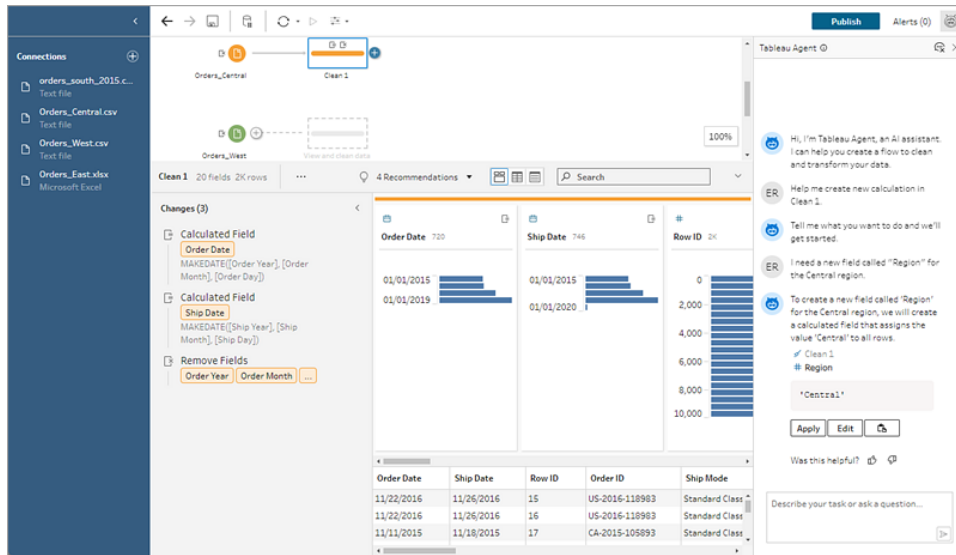 Publish
Alerts (0)
Connections
orders_south_2015.c...
Text file
Orders_Central.csv
Text file
Orders_West.csv
Text file
Orders_East.xlsx
Microsoft Excel
Orders_Central
Clean 1
Orders_West
View and clean data
100%
Clean 1 20 fields 2K rows ... 4 Recommendations Search
Changes (3)
Calculated Field
Order Date
MAKEDATE([Order Year], [Order
Month], [Order Day])
Calculated Field
Ship Date
MAKEDATE([Ship Year], [Ship
Month], [Ship Day])
Remove Fields
Order Year Order Month ...
Order Date 720
01/01/2015
01/01/2019
Ship Date 746
01/01/2015
01/01/2020
#
Row ID 2K
0
2,000
4,000
6,000
8,000
10,000
Order Date Ship Date Row ID Order ID Ship Mode
11/22/2016 11/26/2016 15 US-2016-118983 Standard Class
11/22/2016 11/26/2016 16 US-2016-118983 Standard Class
11/11/2015 11/18/2015 17 CA-2015-105893 Standard Class
Tableau Agent
Hi, I'm Tableau Agent, an AI assistant.
I can help you create a flow to clean
and transform your data.
ER
Help me create new calculation in
Clean 1.
Tell me what you want to do and we'll
get started.
ER
I need a new field called "Region" for
the Central region.
To create a new field called 'Region'
for the Central region, we will create
a calculated field that assigns the
value 'Central' to all rows.
Clean 1
# Region
"Central"
Apply Edit
Was this helpful?
Describe your task or ask a question...